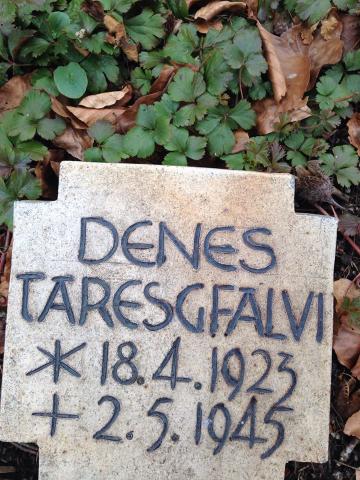 DENES
TARESGFALVI
* 18.4.1923
+ 2.5.1945